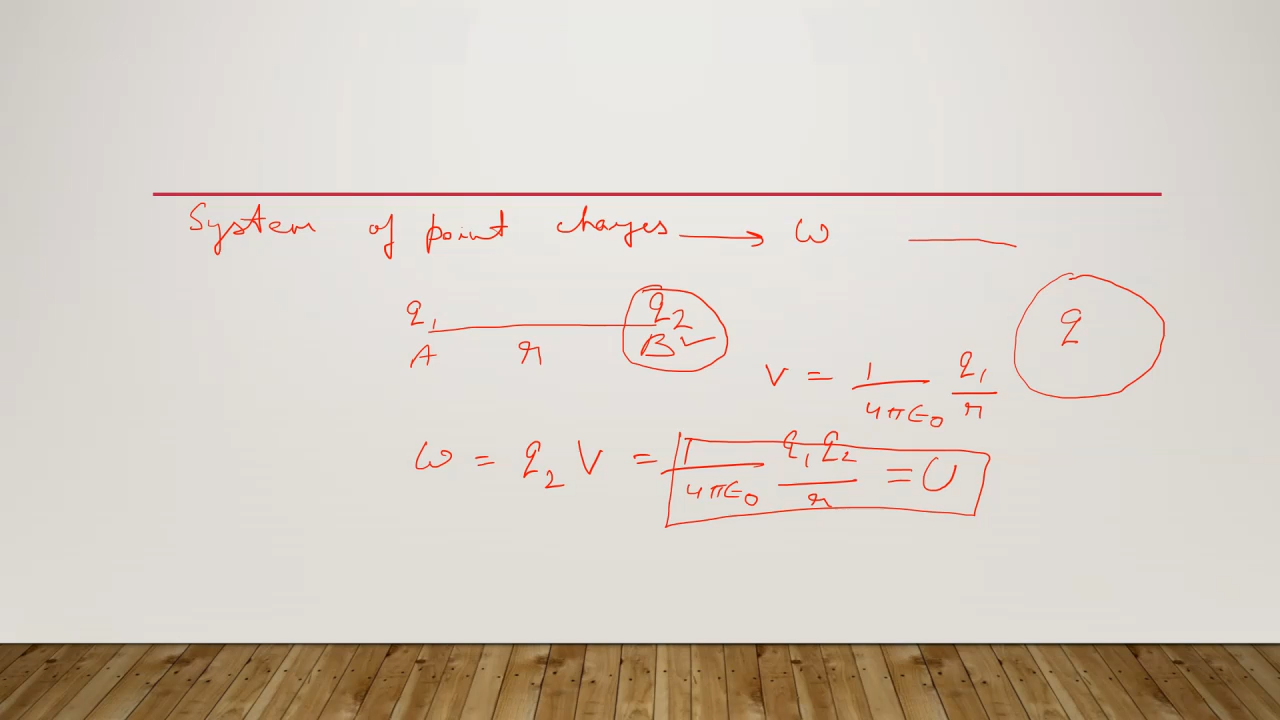 System of point charges → W
q₁ q₂
A r B
q
V = 1/4πϵ₀ q₁/r
W = q₂ V = 1/4πϵ₀ q₁q₂/r = U